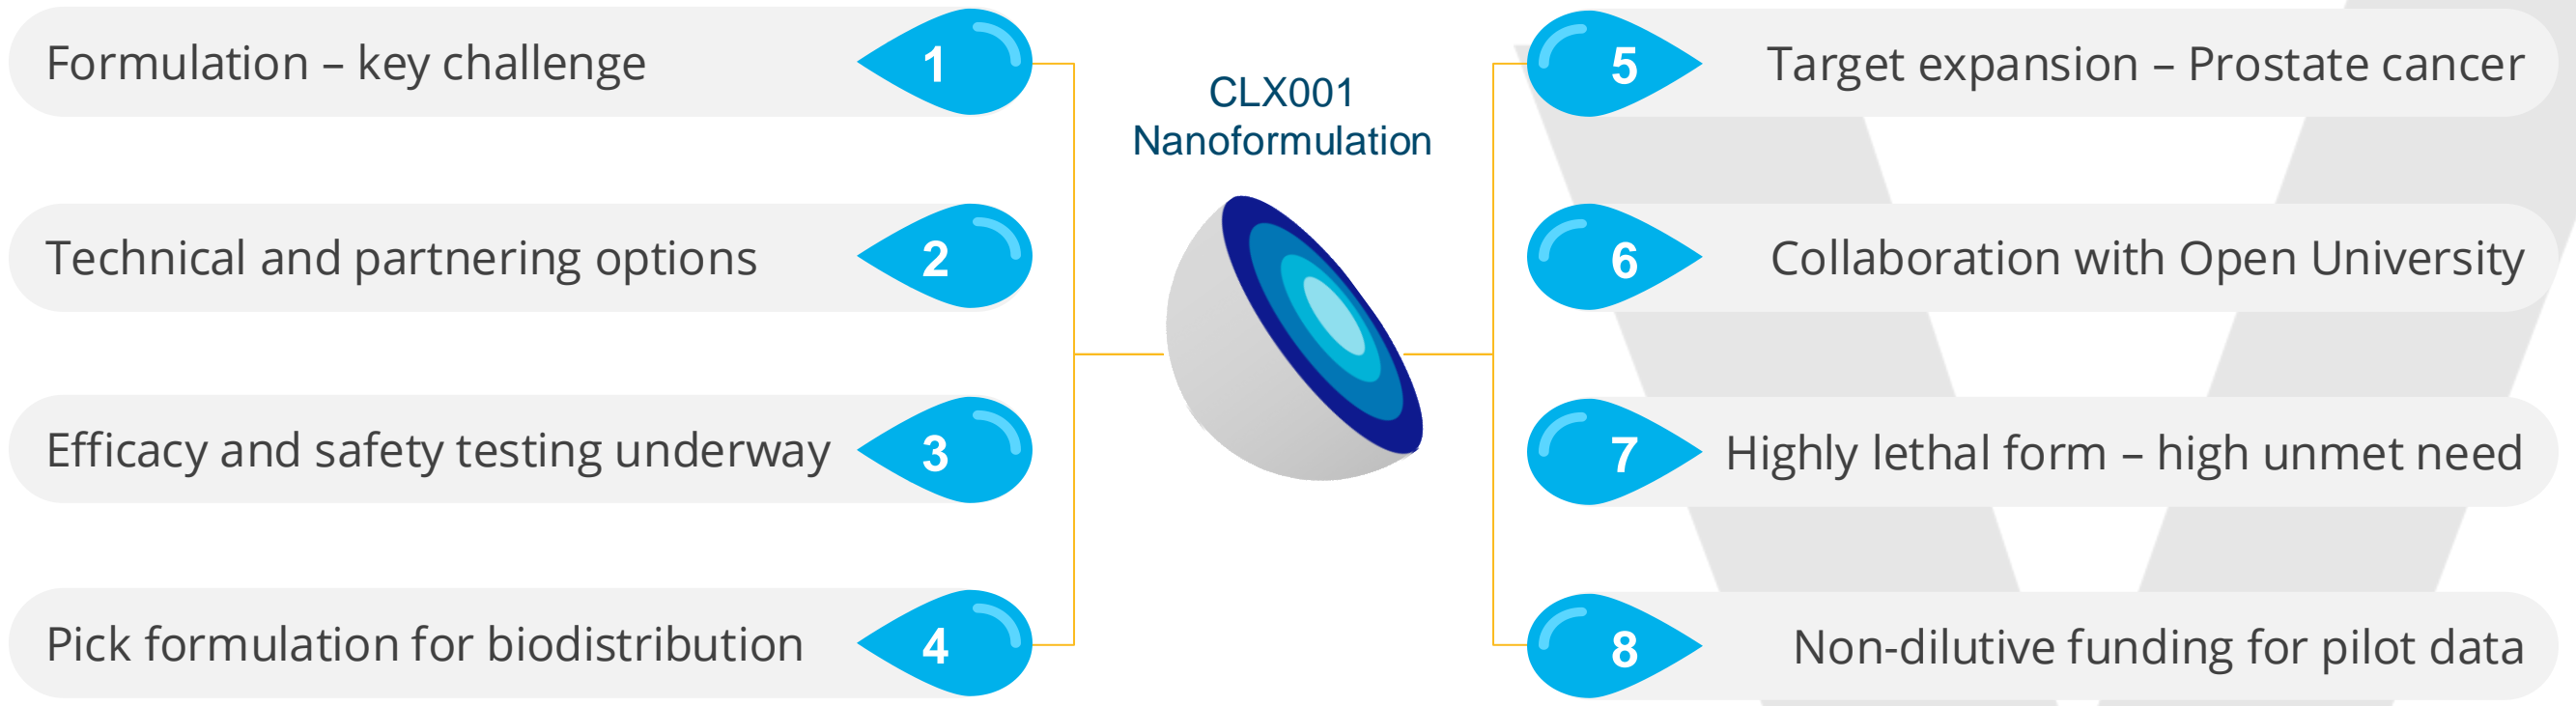 Formulation – key challenge
1
Technical and partnering options
2
Efficacy and safety testing underway
3
Pick formulation for biodistribution
4
CLX001
Nanoformulation
5
Target expansion – Prostate cancer
6
Collaboration with Open University
7
Highly lethal form – high unmet need
8
Non-dilutive funding for pilot data